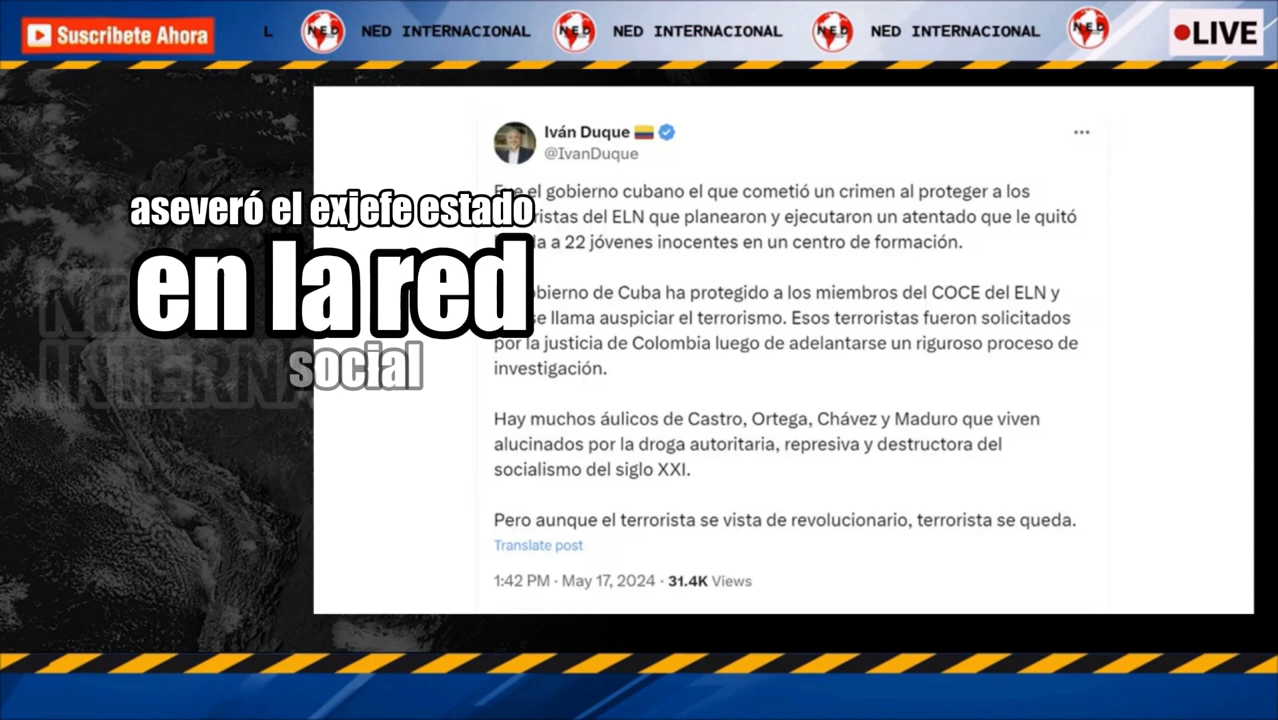 Suscribete Ahora
L NED NED INTERNACIONAL NED NED INTERNACIONAL NED NED INTERNACIONAL NED
LIVE
Iván Duque
@IvanDuque
el gobierno cubano el que cometió un crimen al proteger a los
del ELN que planearon y ejecutaron un atentado que le quitó
a 22 jóvenes inocentes en un centro de formación.
de Cuba ha protegido a los miembros del COCE del ELN y
se llama auspiciar el terrorismo. Esos terroristas fueron solicitados
por la justicia de Colombia luego de adelantarse un riguroso proceso de
investigación.
Hay muchos áulicos de Castro, Ortega, Chávez y Maduro que viven
alucinados por la droga autoritaria, represiva y destructora del
socialismo del siglo XXI.
Pero aunque el terrorista se vista de revolucionario, terrorista se queda.
Translate post
1:42 PM · May 17, 2024 · 31.4K Views
aseveró el exjefe estado
en la red
social